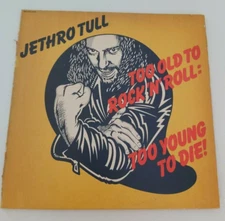 JETHRO TULL
TOO OLD TO
ROCK 'N' ROLL:
TOO YOUNG
TO DIE!